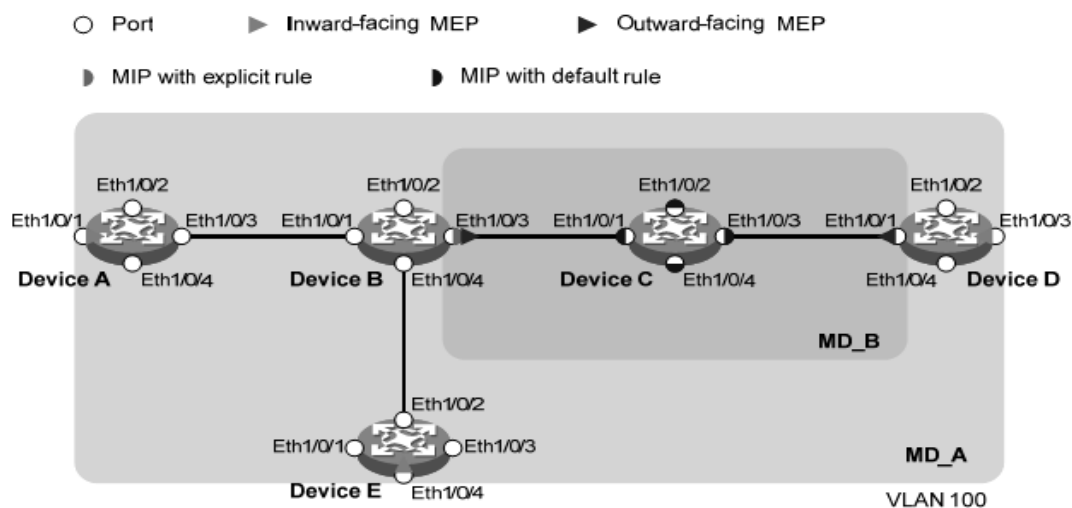 Port
Inward-facing MEP
Outward-facing MEP
MIP with explicit rule
MIP with default rule
Eth1/0/2
Eth1/0/1
Eth1/0/3
Eth1/0/4
Device A
Eth1/0/2
Eth1/0/1
Eth1/0/3
Eth1/0/4
Device B
Eth1/0/2
Eth1/0/1
Eth1/0/3
Eth1/0/4
Device C
Eth1/0/2
Eth1/0/1
Eth1/0/3
Eth1/0/4
Device D
MD_B
Eth1/0/2
Eth1/0/1
Eth1/0/3
Device E
Eth1/0/4
MD_A
VLAN 100